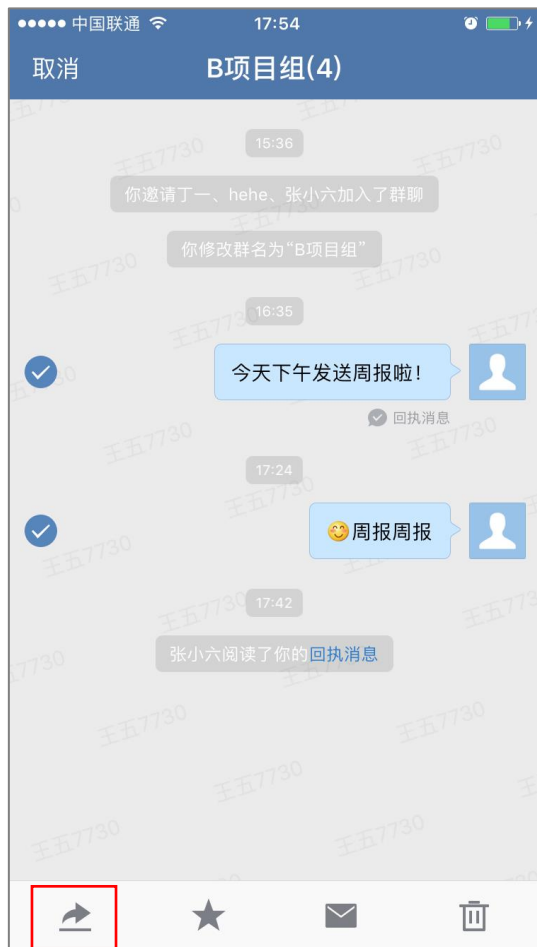 中国联通 17:54
取消 B项目组(4)
15:36
你邀请丁一、hehe、张小六加入了群聊
你修改群名为“B项目组”
16:35
今天下午发送周报啦！
回执消息
17:24
😊周报周报
17:42
张小六阅读了你的回执消息
王五7730